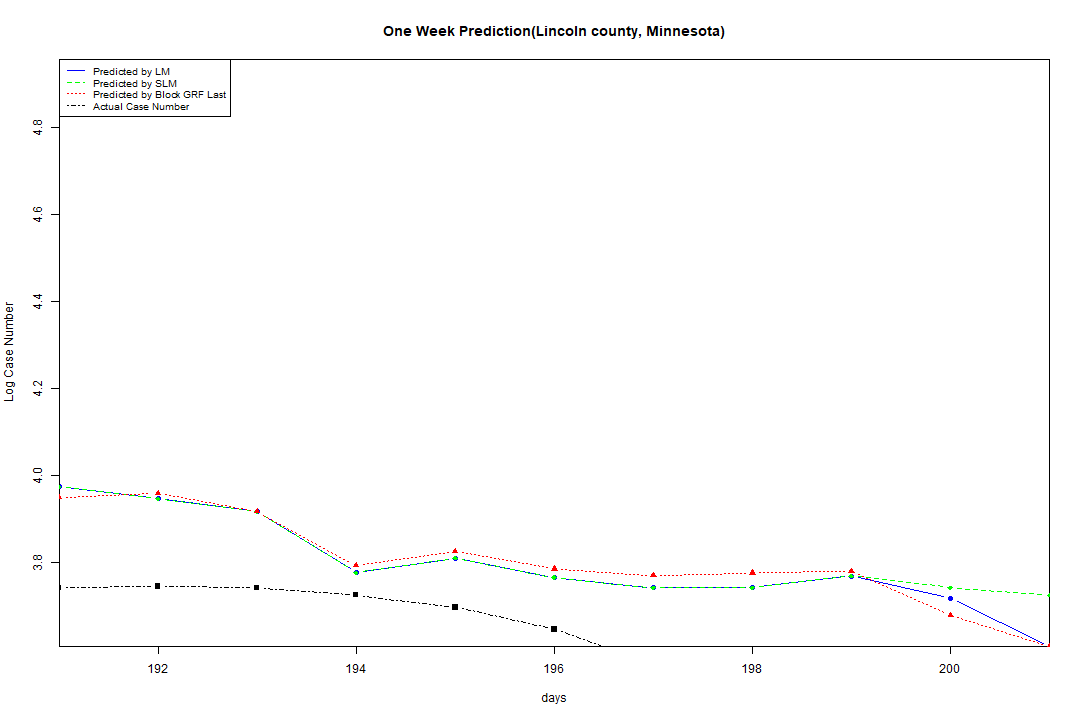 One Week Prediction(Lincoln county, Minnesota)
Predicted by LM
Predicted by SLM
Predicted by Block GRF Last
Actual Case Number
4.8
4.6
4.4
4.2
4.0
3.8
Log Case Number
192 194 196 198 200
days